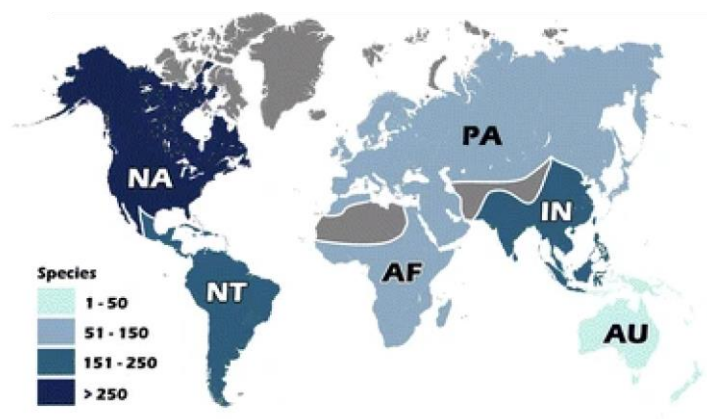 PA
NA
IN
AF
NT
AU
Species
1 - 50
51 - 150
151 - 250
> 250